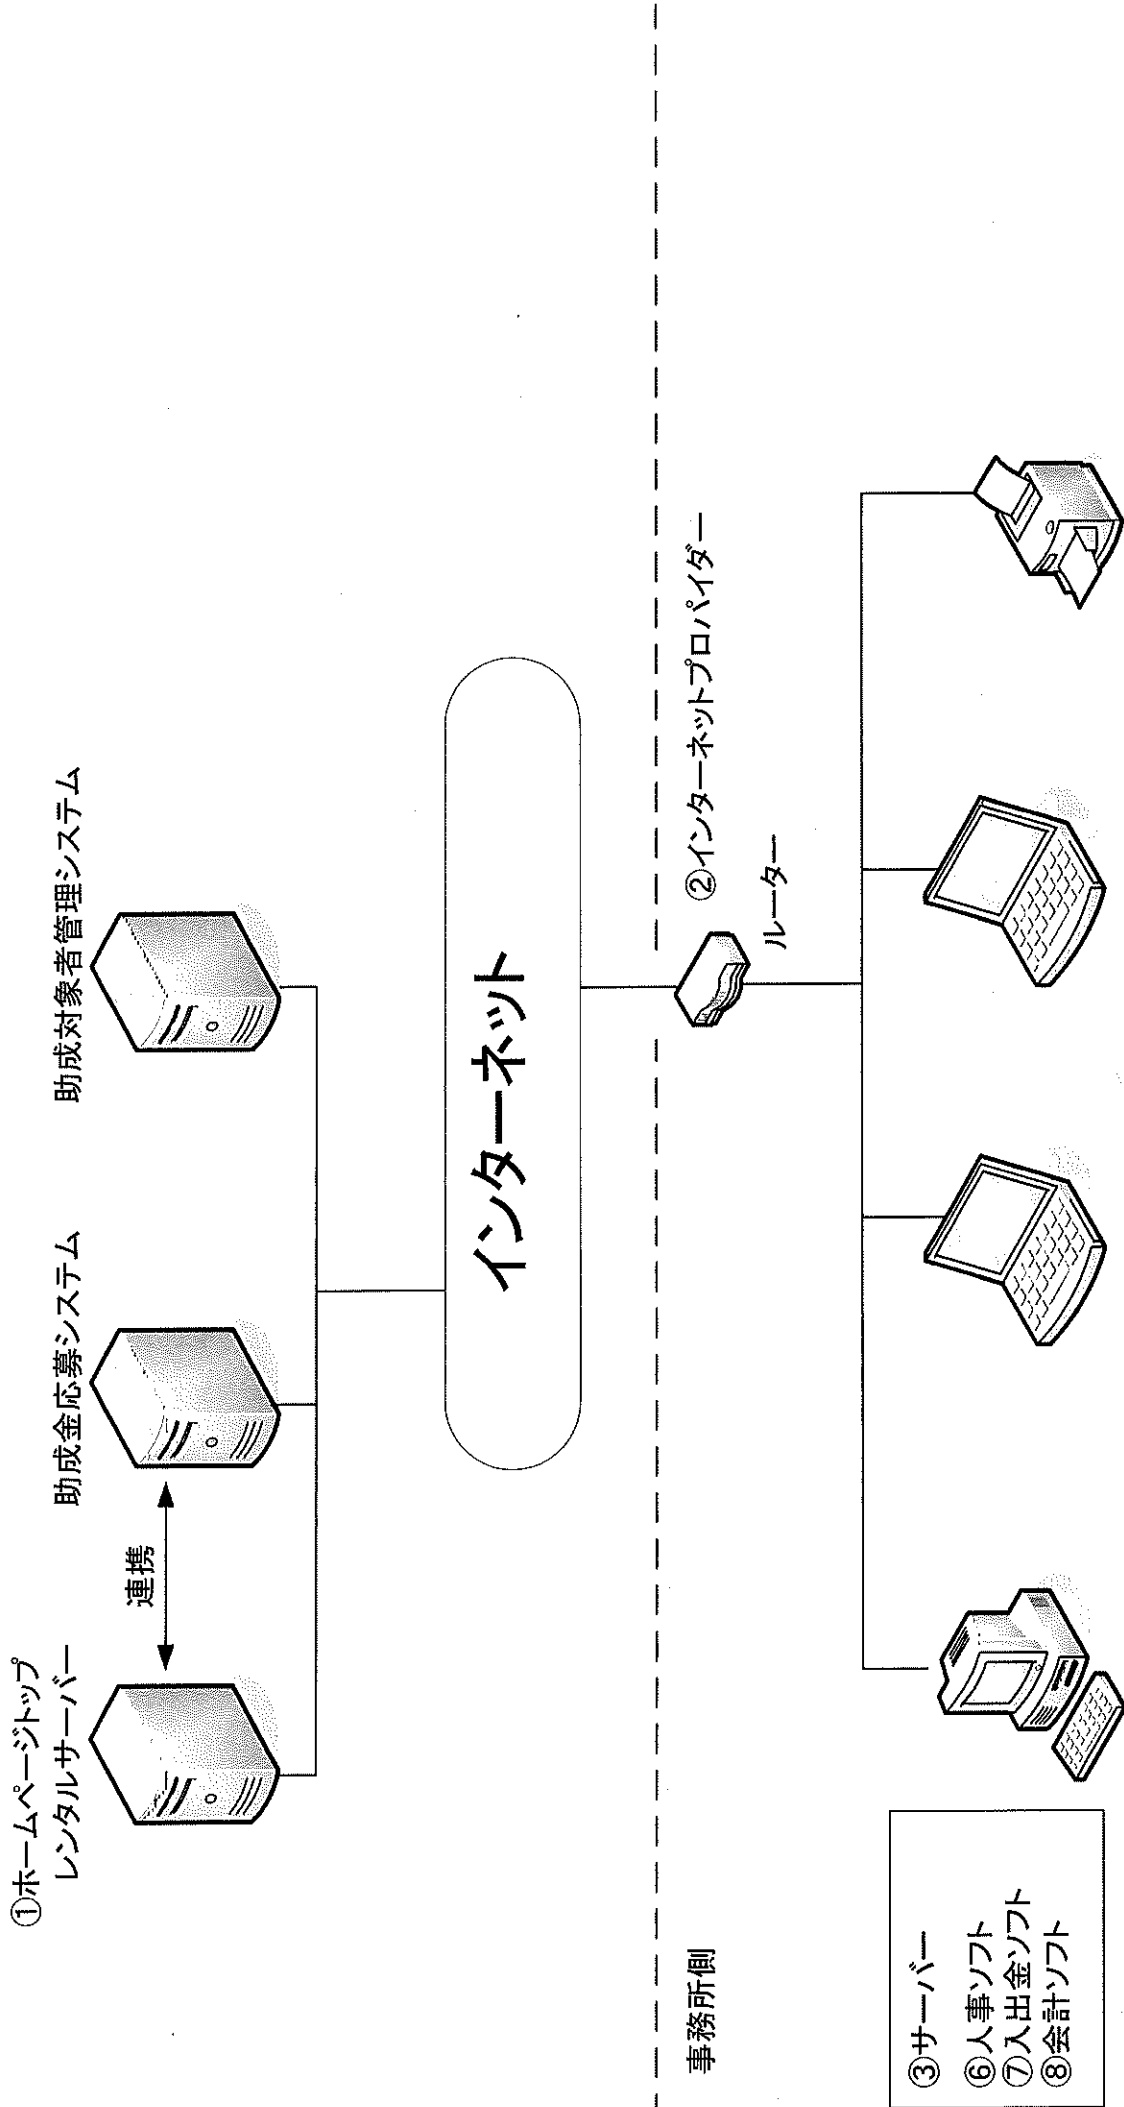 ①ホームページトップ
レンタルサーバー
連携
助成金応募システム
助成対象者管理システム
インターネット
②インターネットプロバイダー
ルーター
事務所側
③サーバー
⑥人事ソフト
⑦入出金ソフト
⑧会計ソフト